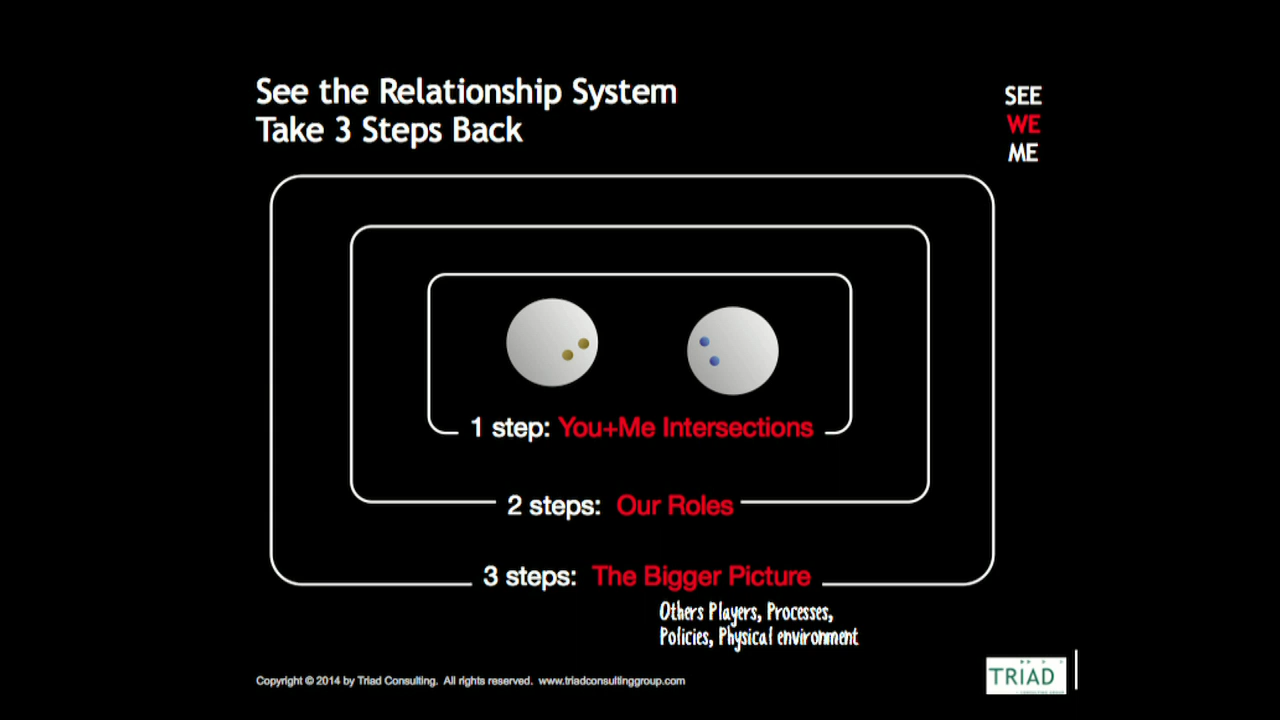 See the Relationship System
Take 3 Steps Back
SEE
WE
ME
1 step: You+Me Intersections
2 steps: Our Roles
3 steps: The Bigger Picture
Others Players, Processes,
Policies, Physical environment
Copyright © 2014 by Triad Consulting. All rights reserved. www.triadconsultinggroup.com
TRIAD
CONSULTING GROUP